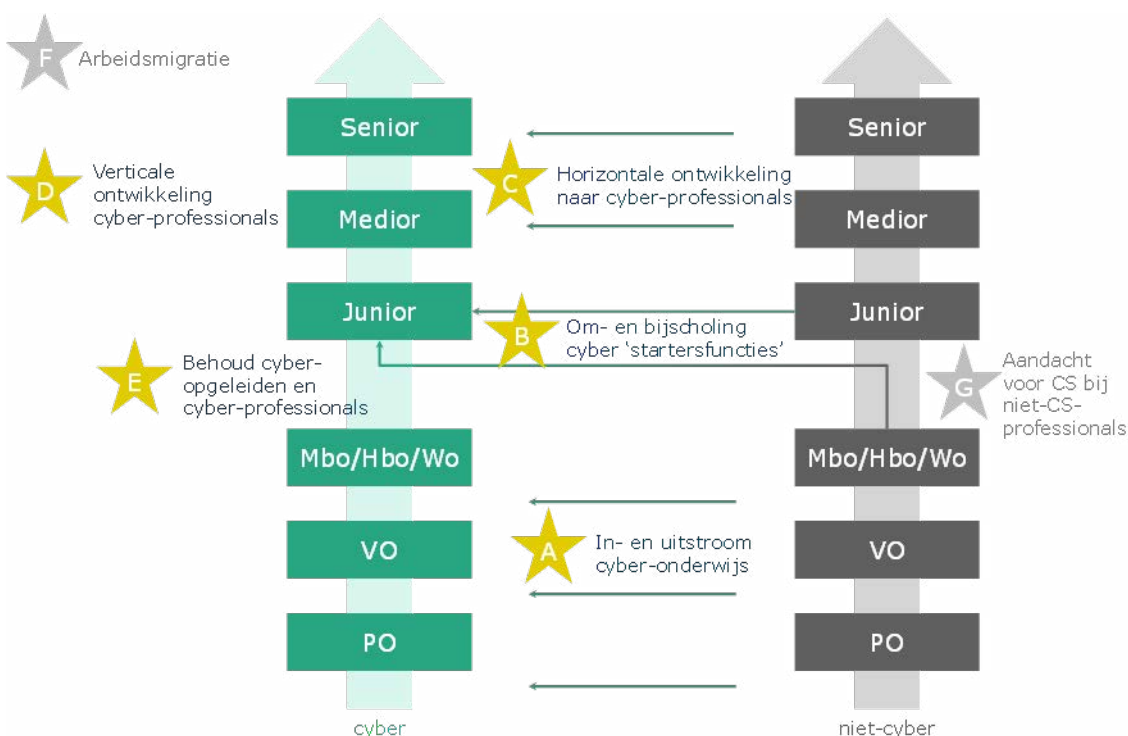 F
Arbeidsmigratie
Senior
Senior
D
Verticale
ontwikkeling
cyber-professionals
C
Horizontale ontwikkeling
naar cyber-professionals
Medior
Medior
Junior
Junior
B
Om- en bijscholing
cyber ‘startersfuncties’
E
Behoud cyber-
opgeleiden en
cyber-professionals
G
Aandacht
voor CS bij
niet-CS-
professionals
Mbo/Hbo/Wo
Mbo/Hbo/Wo
A
In- en uitstroom
cyber-onderwijs
VO
VO
PO
PO
cyber
niet-cyber